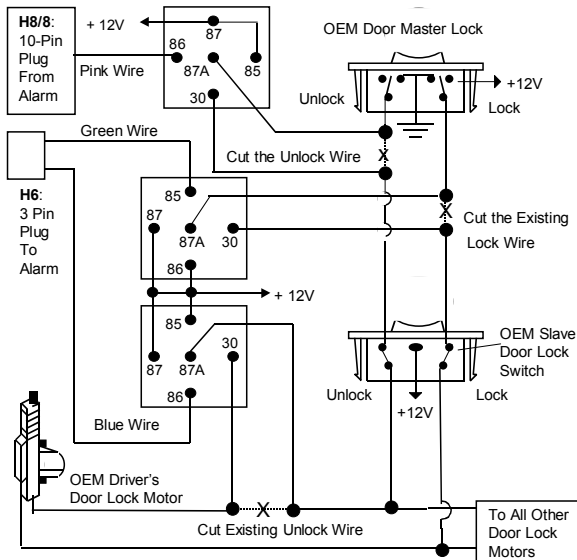 H8/8:
10-Pin
Plug
From
Alarm
+ 12V
87
86
87A
85
30
Pink Wire
OEM Door Master Lock
+12V
Unlock
Lock
Green Wire
Cut the Unlock Wire
X
H6:
3 Pin
Plug
To
Alarm
85
87
87A
30
86
X
Cut the Existing
Lock Wire
+ 12V
85
30
87
87A
86
Blue Wire
OEM Slave
Door Lock
Switch
Unlock
Lock
+12V
OEM Driver's
Door Lock Motor
X
Cut Existing Unlock Wire
To All Other
Door Lock
Motors